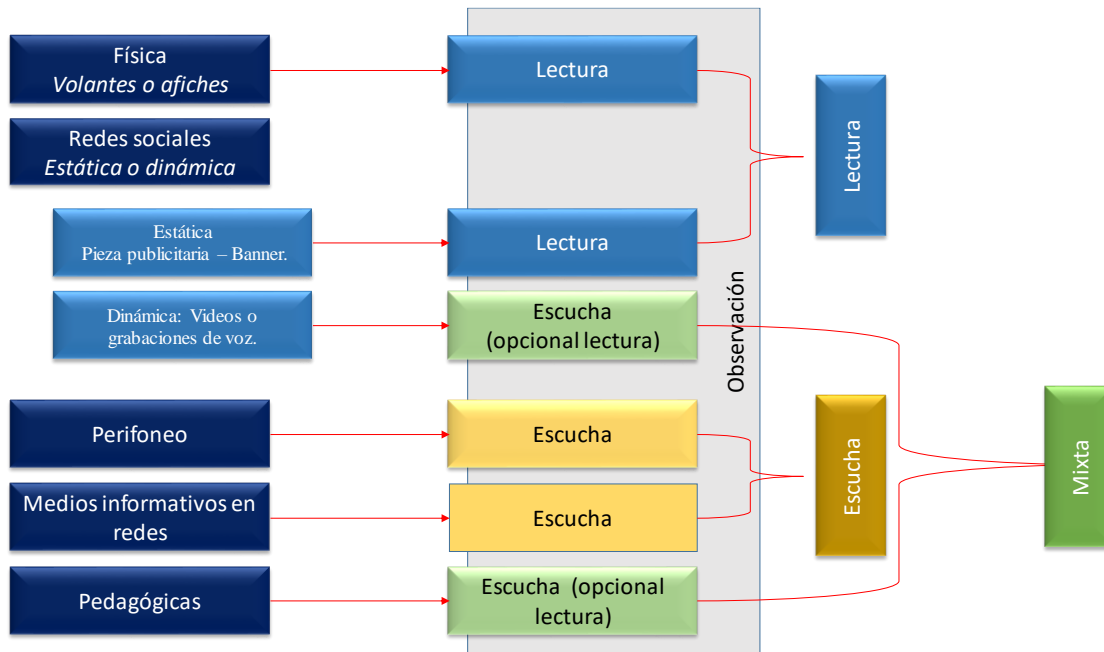 Física
Volantes o afiches
Lectura
Redes sociales
Estática o dinámica
Estática
Pieza publicitaria – Banner.
Lectura
Lectura
Dinámica: Videos o
grabaciones de voz.
Escucha
(opcional lectura)
Observación
Perifoneo
Escucha
Medios informativos en
redes
Escucha
Escucha
Mixta
Pedagógicas
Escucha (opcional
lectura)